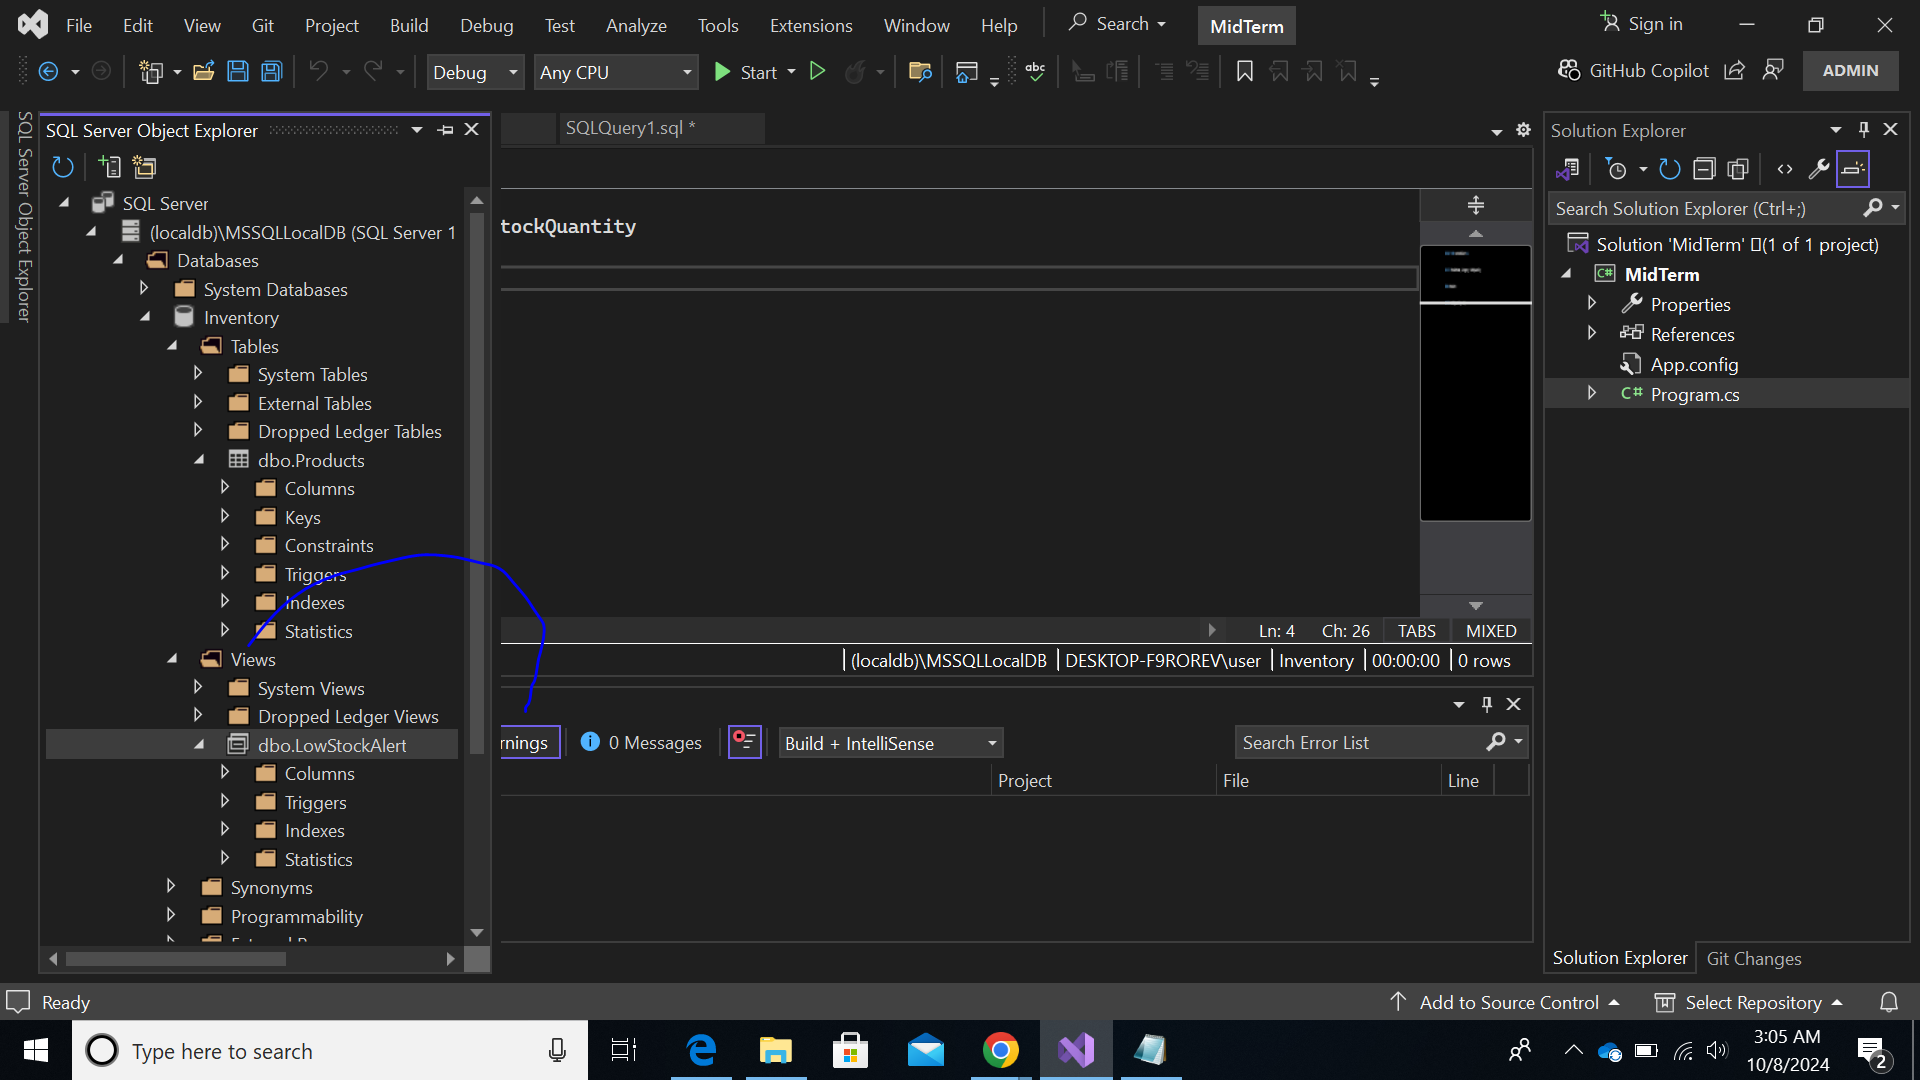 File Edit View Git Project Build Debug Test Analyze Tools Extensions Window Help Search MidTerm Sign in
Debug Any CPU Start abc GitHub Copilot ADMIN
SQL Server Object Explorer
SQL Server Object Explorer
SQL Server
(localdb)\MSSQLLocalDB (SQL Server 1
Databases
System Databases
Inventory
Tables
System Tables
External Tables
Dropped Ledger Tables
dbo.Products
Columns
Keys
Constraints
Triggers
Indexes
Statistics
Views
System Views
Dropped Ledger Views
dbo.LowStockAlert
Columns
Triggers
Indexes
Statistics
Synonyms
Programmability
SQLQuery1.sql *
tockQuantity
Ln: 4 Ch: 26 TABS MIXED
(localdb)\MSSQLLocalDB DESKTOP-F9ROREV\user Inventory 00:00:00 0 rows
rnings 0 Messages Build + IntelliSense Search Error List
Project File Line
Solution Explorer
Search Solution Explorer (Ctrl+;)
Solution 'MidTerm' (1 of 1 project)
C# MidTerm
Properties
References
App.config
C# Program.cs
Solution Explorer Git Changes
Ready Add to Source Control Select Repository
Type here to search 3:05 AM
10/8/2024 2